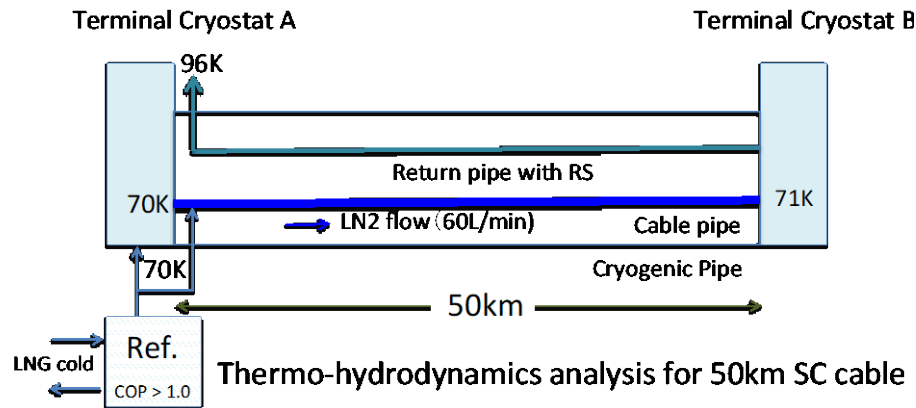 Terminal Cryostat A
Terminal Cryostat B
96K
Return pipe with RS
70K
71K
LN2 flow (60L/min)
Cable pipe
70K
Cryogenic Pipe
50km
LNG cold
Ref.
COP > 1.0
Thermo-hydrodynamics analysis for 50km SC cable